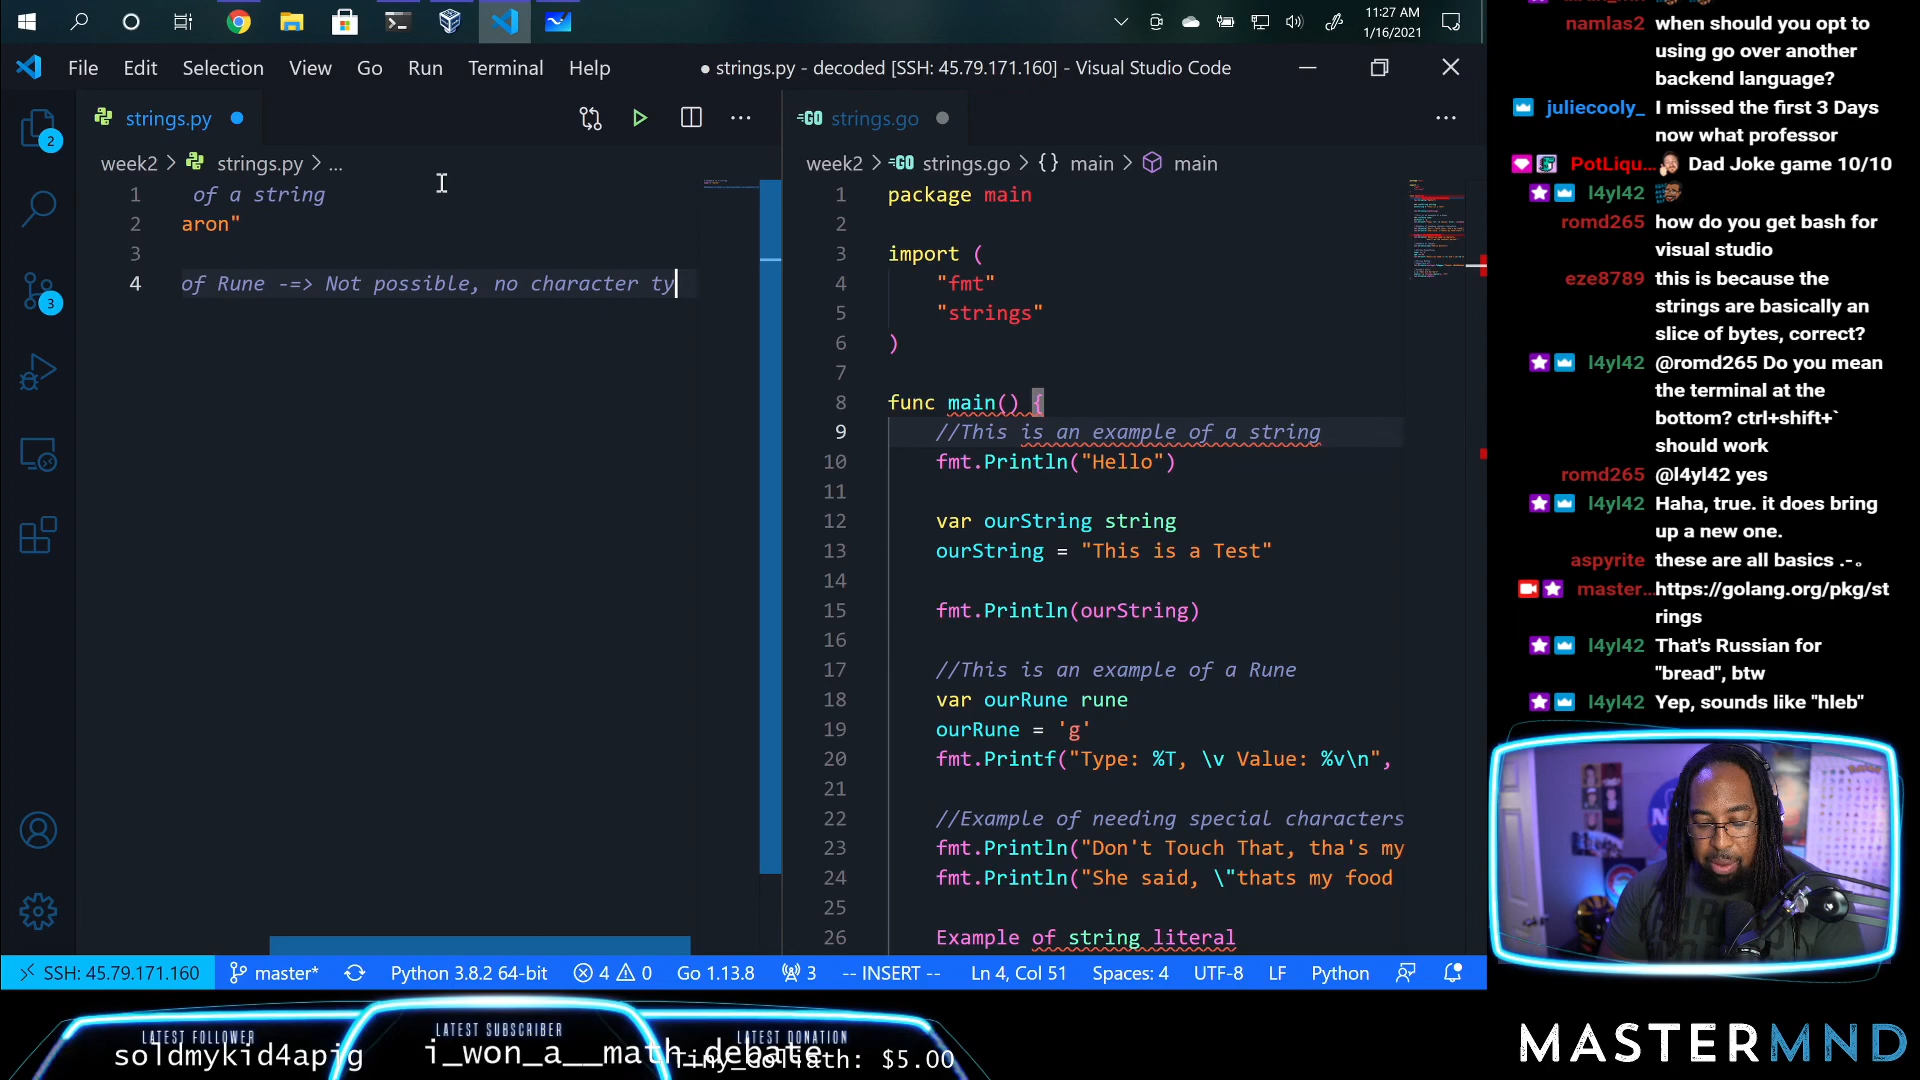 11:27 AM
1/16/2021
File Edit Selection View Go Run Terminal Help
● strings.py - decoded [SSH: 45.79.171.160] - Visual Studio Code
strings.py
week2 > strings.py > ...
1 of a string
2 aron"
3
4 of Rune -=> Not possible, no character ty
GO strings.go
week2 > GO strings.go > {} main > main
1 package main
2
3 import (
4 "fmt"
5 "strings"
6 )
7
8 func main() {
9 //This is an example of a string
10 fmt.Println("Hello")
11
12 var ourString string
13 ourString = "This is a Test"
14
15 fmt.Println(ourString)
16
17 //This is an example of a Rune
18 var ourRune rune
19 ourRune = 'g'
20 fmt.Printf("Type: %T, \v Value: %v\n",
21
22 //Example of needing special characters
23 fmt.Println("Don't Touch That, tha's my
24 fmt.Println("She said, \"thats my food
25
26 Example of string literal
2
3
SSH: 45.79.171.160 master* Python 3.8.2 64-bit 4 0 Go 1.13.8 3 -- INSERT -- Ln 4, Col 51 Spaces: 4 UTF-8 LF Python
namlas2 when should you opt to
using go over another
backend language?
juliecooly_ I missed the first 3 Days
now what professor
PotLiqu... Dad Joke game 10/10
l4yl42
romd265 how do you get bash for
visual studio
eze8789 this is because the
strings are basically an
slice of bytes, correct?
l4yl42 @romd265 Do you mean
the terminal at the
bottom? ctrl+shift+`
should work
romd265 @l4yl42 yes
l4yl42 Haha, true. it does bring
up a new one.
aspyrite these are all basics .-。
master... https://golang.org/pkg/st
rings
l4yl42 That's Russian for
"bread", btw
l4yl42 Yep, sounds like "hleb"
LATEST FOLLOWER
soldmykid4apig
LATEST SUBSCRIBER
i_won_a__math_debate
LATEST DONATION
Tiny_Goliath: $5.00
MASTERMND